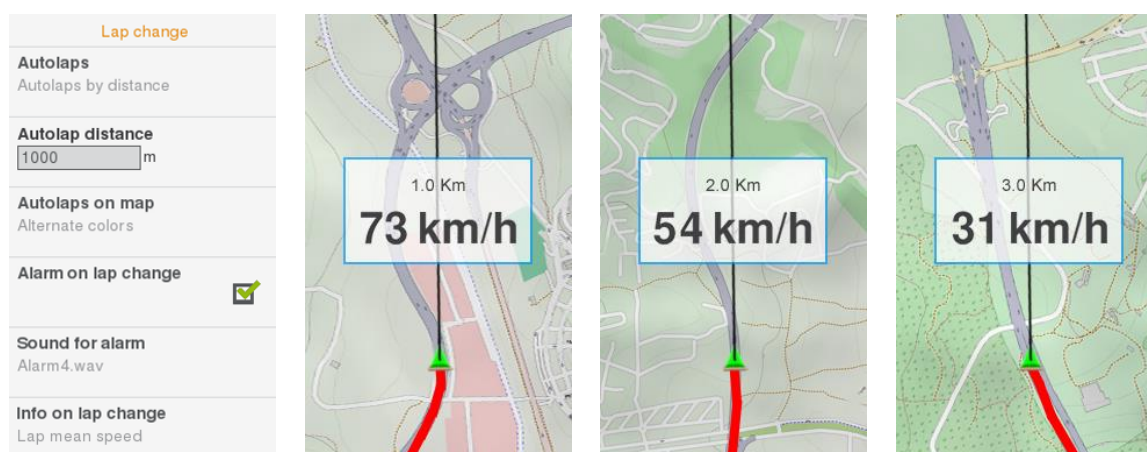 Lap change
Autolaps
Autolaps by distance
Autolap distance
1000 m
Autolaps on map
Alternate colors
Alarm on lap change
Sound for alarm
Alarm4.wav
Info on lap change
Lap mean speed
1.0 Km
73 km/h
2.0 Km
54 km/h
3.0 Km
31 km/h